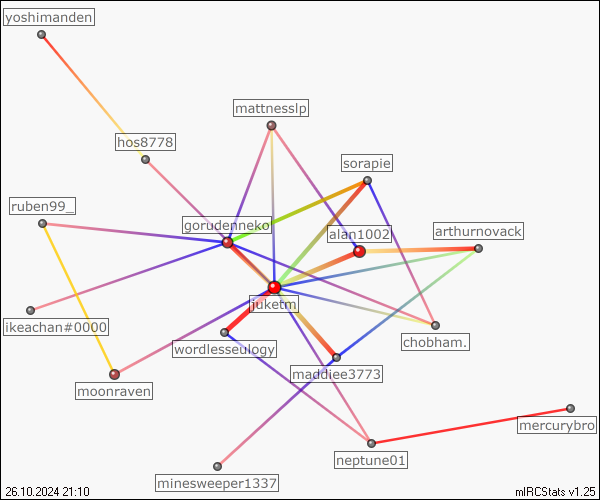 yoshimanden
mattnesslp
hos8778
sorapie
ruben99_
gorudenneko
alan1002
arthurnovack
juketm
ikeachan#0000
chobham.
wordlesseulogy
maddiee3773
moonraven
mercurybro
neptune01
minesweeper1337
26.10.2024 21:10
mIRCStats v1.25